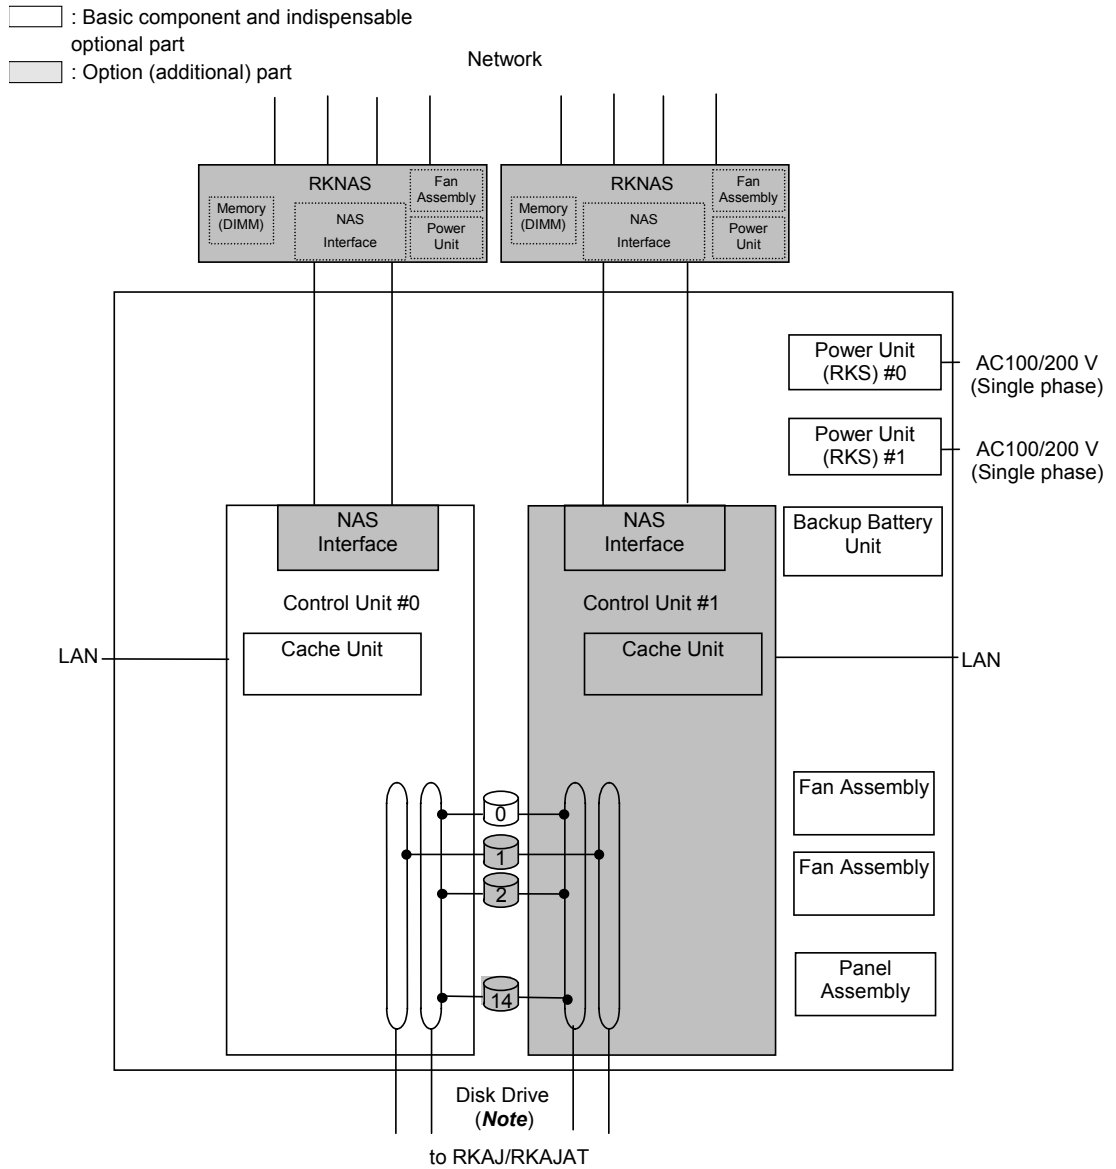 : Basic component and indispensable
optional part
: Option (additional) part
Network
RKNAS
Fan
Assembly
Memory
(DIMM)
NAS
Interface
Power
Unit
RKNAS
Fan
Assembly
Memory
(DIMM)
NAS
Interface
Power
Unit
Power Unit
(RKS) #0
AC100/200 V
(Single phase)
Power Unit
(RKS) #1
AC100/200 V
(Single phase)
NAS
Interface
NAS
Interface
Backup Battery
Unit
Control Unit #0
Control Unit #1
Cache Unit
Cache Unit
LAN
LAN
Fan Assembly
0
1
Fan Assembly
2
Panel
Assembly
14
Disk Drive
(Note)
to RKAJ/RKAJAT